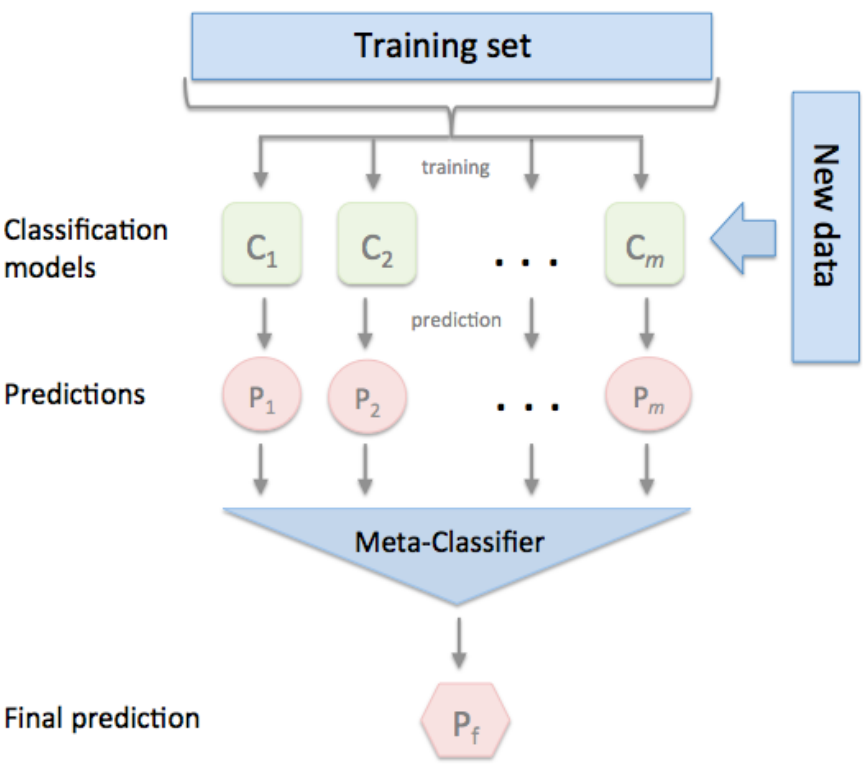 Training set
training
New data
Classification
models
C1
C2
. . .
Cm
prediction
Predictions
P1
P2
. . .
Pm
Meta-Classifier
Final prediction
Pf